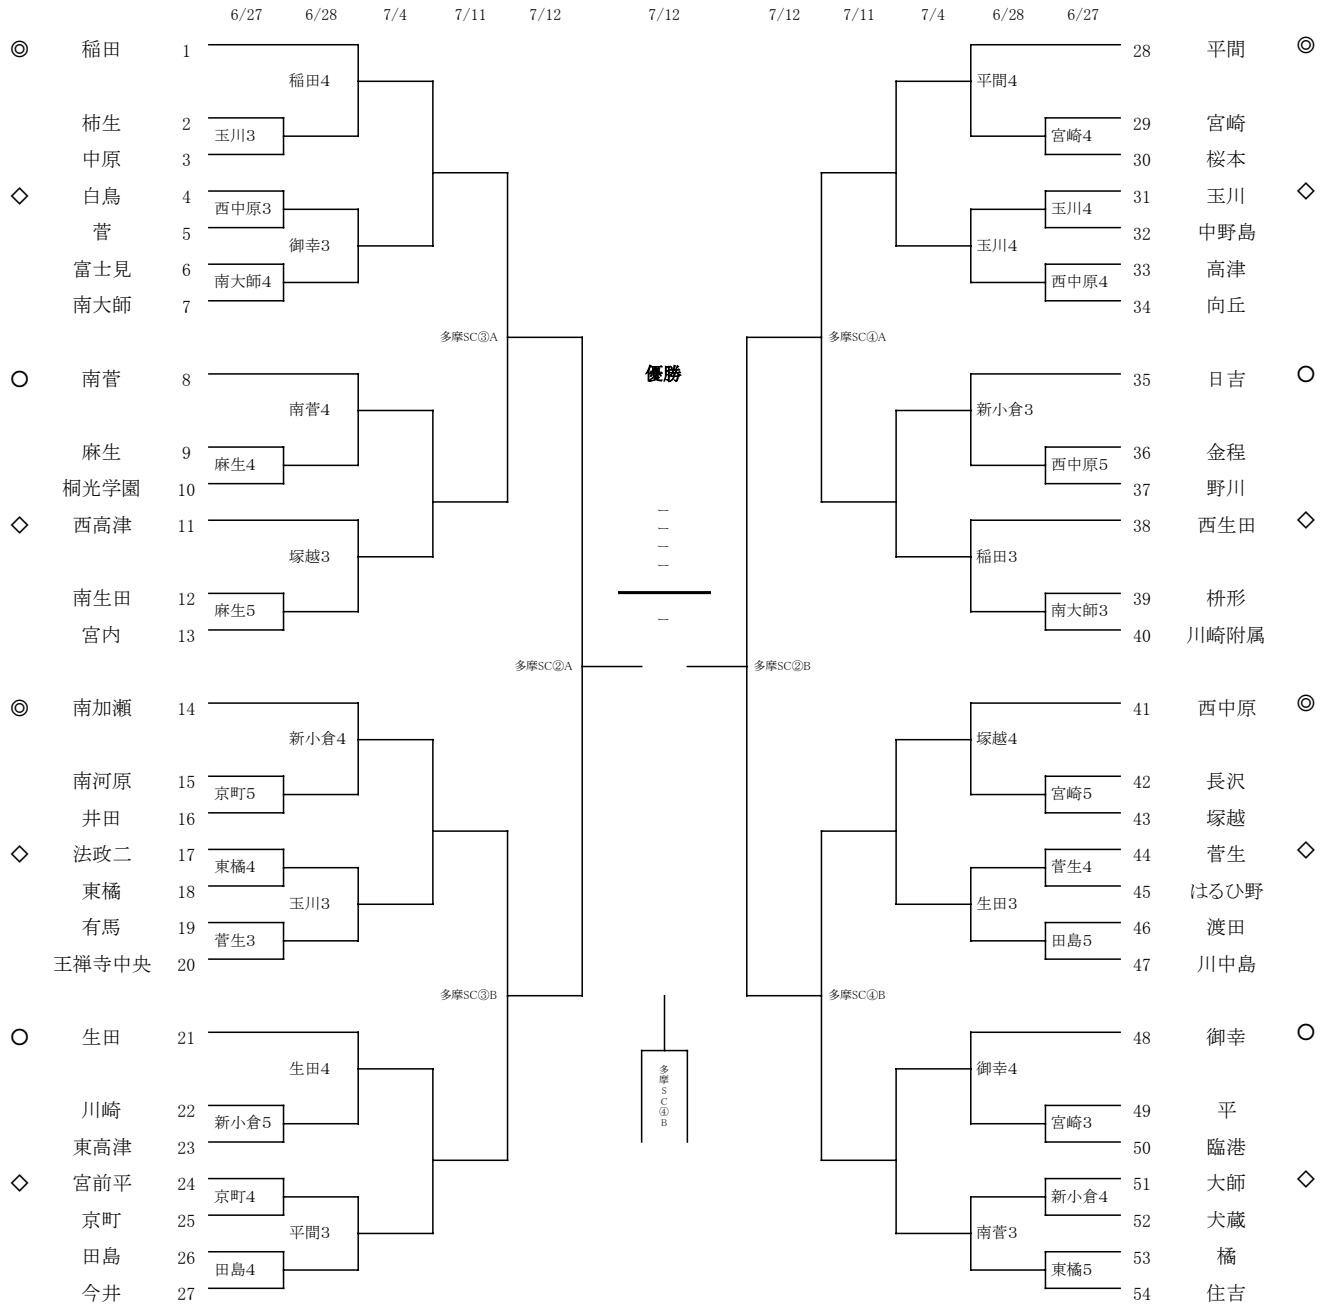 6/27 6/28 7/4 7/11 7/12 7/12 7/12 7/11 7/4 6/28 6/27
◎ 稲田 1 28 平間 ◎
稲田4 平間4
柿生 2 29 宮崎
玉川3 宮崎4
中原 3 30 桜本
◇ 白鳥 4 31 玉川 ◇
西中原3 玉川4
菅 5 32 中野島
御幸3 玉川4
富士見 6 33 高津
南大師4 西中原4
南大師 7 34 向丘
多摩SC③A 多摩SC④A
優勝
○ 南菅 8 35 日吉 ○
南菅4 新小倉3
麻生 9 36 金程
麻生4 西中原5
桐光学園 10 37 野川
◇ 西高津 11 38 西生田 ◇
塚越3 稲田3
南生田 12 39 枡形
麻生5 南大師3
宮内 13 40 川崎附属
多摩SC②A 多摩SC②B
◎ 南加瀬 14 41 西中原 ◎
新小倉4 塚越4
南河原 15 42 長沢
京町5 宮崎5
井田 16 43 塚越
◇ 法政二 17 44 菅生 ◇
東橘4 菅生4
東橘 18 45 はるひ野
玉川3 生田3
有馬 19 46 渡田
菅生3 田島5
王禅寺中央 20 47 川中島
多摩SC③B 多摩SC④B
○ 生田 21 48 御幸 ○
生田4 御幸4
多摩SC④B
川崎 22 49 平
新小倉5 宮崎3
東高津 23 50 臨港
◇ 宮前平 24 51 大師 ◇
京町4 新小倉4
京町 25 52 犬蔵
平間3 南菅3
田島 26 53 橘
田島4 東橘5
今井 27 54 住吉